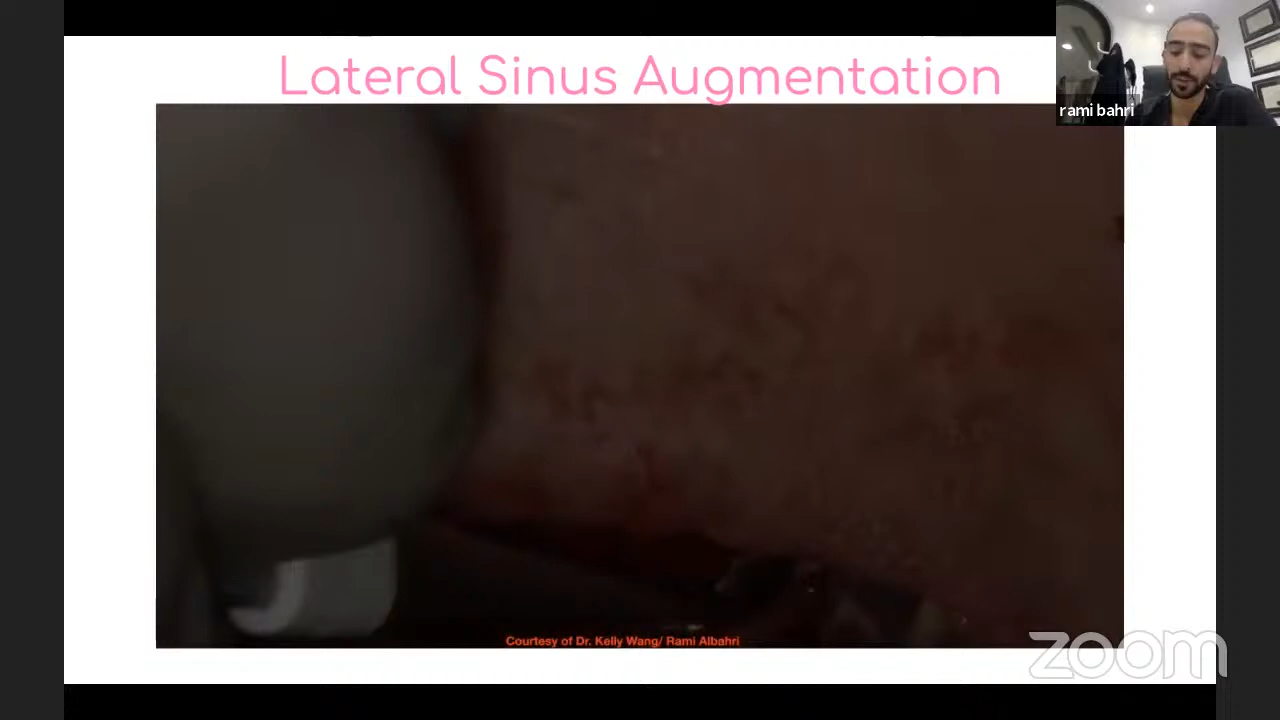 Lateral Sinus Augmentation
rami bahri
Courtesy of Dr. Kelly Wang/ Rami Albahri
zoom